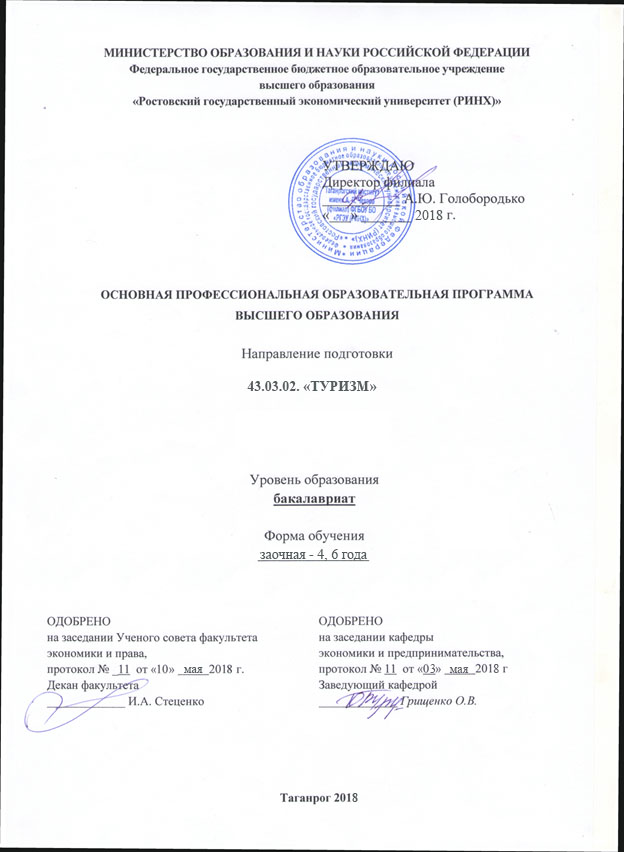 МИНИСТЕРСТВО ОБРАЗОВАНИЯ И НАУКИ РОССИЙСКОЙ ФЕДЕРАЦИИ
Федеральное государственное бюджетное образовательное учреждение
высшего образования
«Ростовский государственный экономический университет (РИНХ)»
УТВЕРЖДАЮ
Директор филиала
А.Ю. Голобородько
«___»________ 2018 г.
ОСНОВНАЯ ПРОФЕССИОНАЛЬНАЯ ОБРАЗОВАТЕЛЬНАЯ ПРОГРАММА
ВЫСШЕГО ОБРАЗОВАНИЯ
Направление подготовки
43.03.02. «ТУРИЗМ»
Уровень образования
бакалавриат
Форма обучения
заочная - 4, 6 года
ОДОБРЕНО
на заседании Ученого совета факультета
экономики и права,
протокол № 11 от «10» мая 2018 г.
Декан факультета
____________ И.А. Стеценко
ОДОБРЕНО
на заседании кафедры
экономики и предпринимательства,
протокол № 11 от «03» мая 2018 г
Заведующий кафедрой
____________ Грищенко О.В.
Таганрог 2018